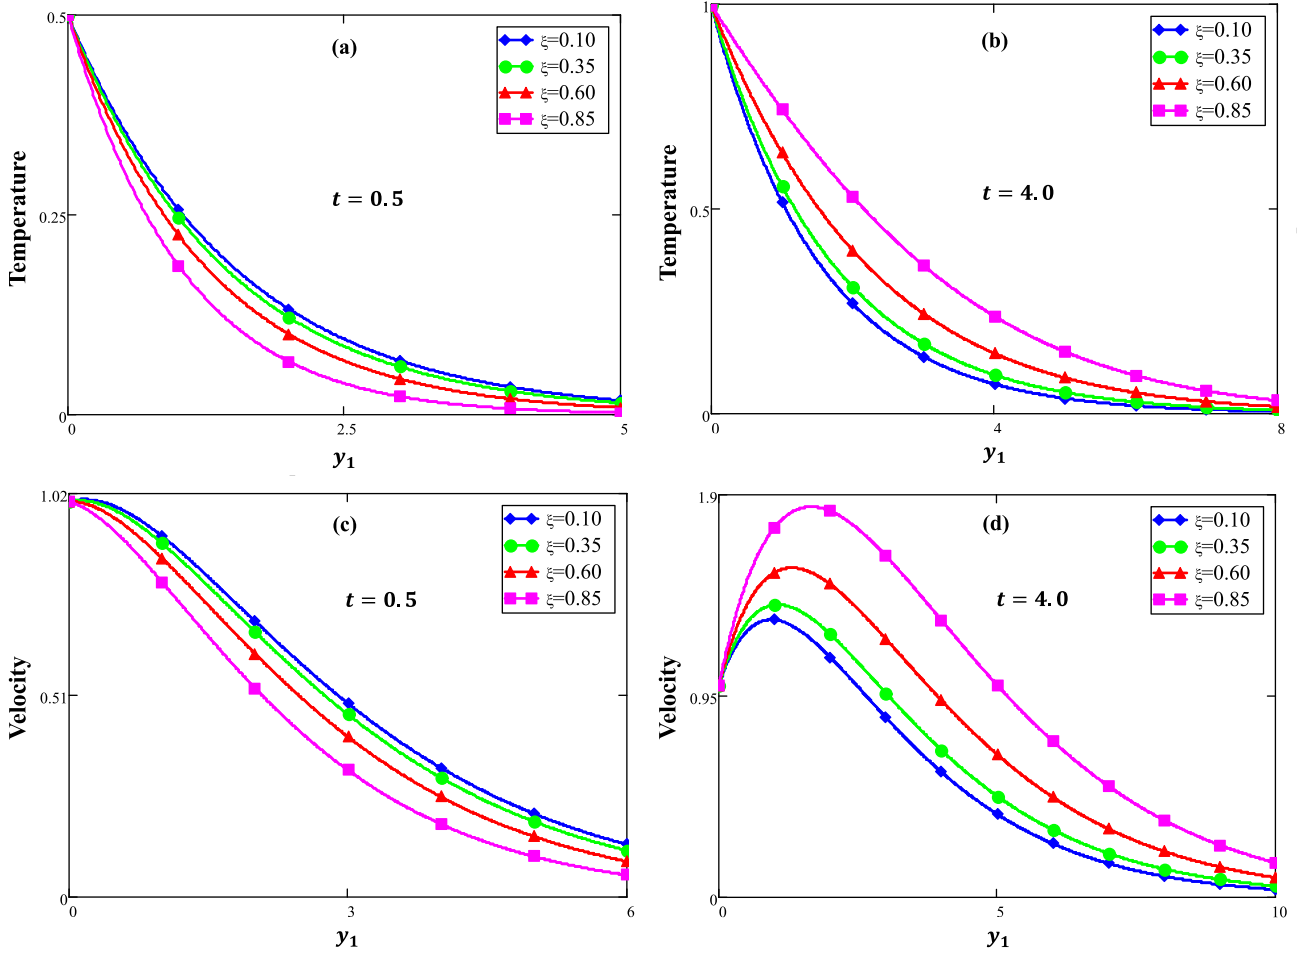 0.5
(a)
ξ=0.10
ξ=0.35
ξ=0.60
ξ=0.85
t = 0.5
Temperature
0.25
0
0
2.5
5
y₁
1
(b)
ξ=0.10
ξ=0.35
ξ=0.60
ξ=0.85
t = 4.0
Temperature
0.5
0
0
4
8
y₁
1.02
(c)
ξ=0.10
ξ=0.35
ξ=0.60
ξ=0.85
t = 0.5
Velocity
0.51
0
0
3
6
y₁
1.9
(d)
ξ=0.10
ξ=0.35
ξ=0.60
ξ=0.85
t = 4.0
Velocity
0.95
0
0
5
10
y₁